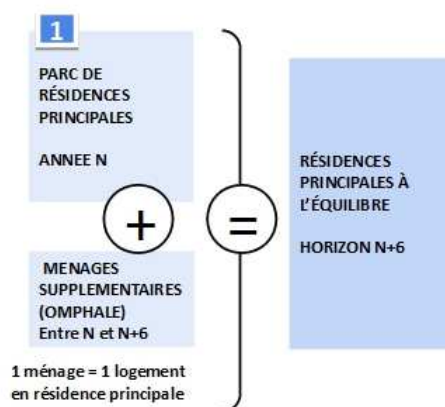 1
PARC DE
RÉSIDENCES
PRINCIPALES
ANNEE N
+
MENAGES
SUPPLEMENTAIRES
(OMPHALE)
Entre N et N+6
1 ménage = 1 logement
en résidence principale
=
RÉSIDENCES
PRINCIPALES À
L'ÉQUILIBRE
HORIZON N+6